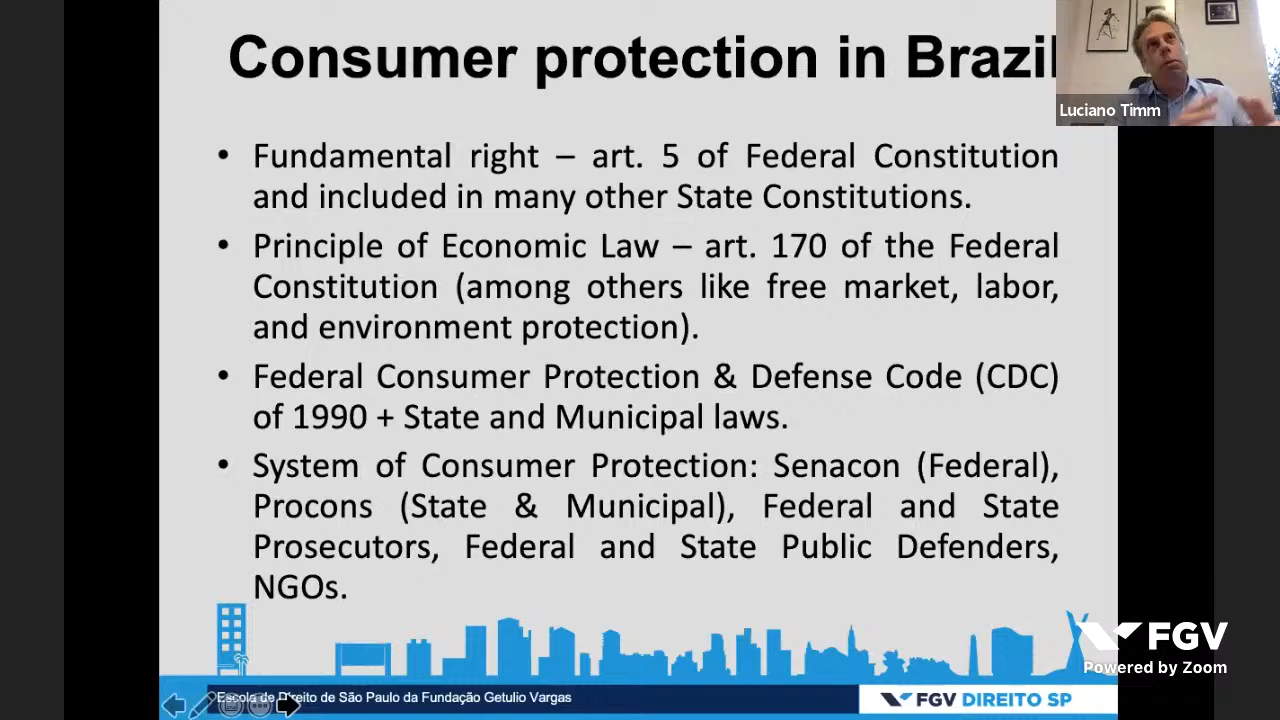 Consumer protection in Brazil
Luciano Timm
• Fundamental right – art. 5 of Federal Constitution
and included in many other State Constitutions.
• Principle of Economic Law – art. 170 of the Federal
Constitution (among others like free market, labor,
and environment protection).
• Federal Consumer Protection & Defense Code (CDC)
of 1990 + State and Municipal laws.
• System of Consumer Protection: Senacon (Federal),
Procons (State & Municipal), Federal and State
Prosecutors, Federal and State Public Defenders,
NGOs.
FGV
Powered by Zoom
Escola de Direito de São Paulo da Fundação Getulio Vargas
FGV DIREITO SP